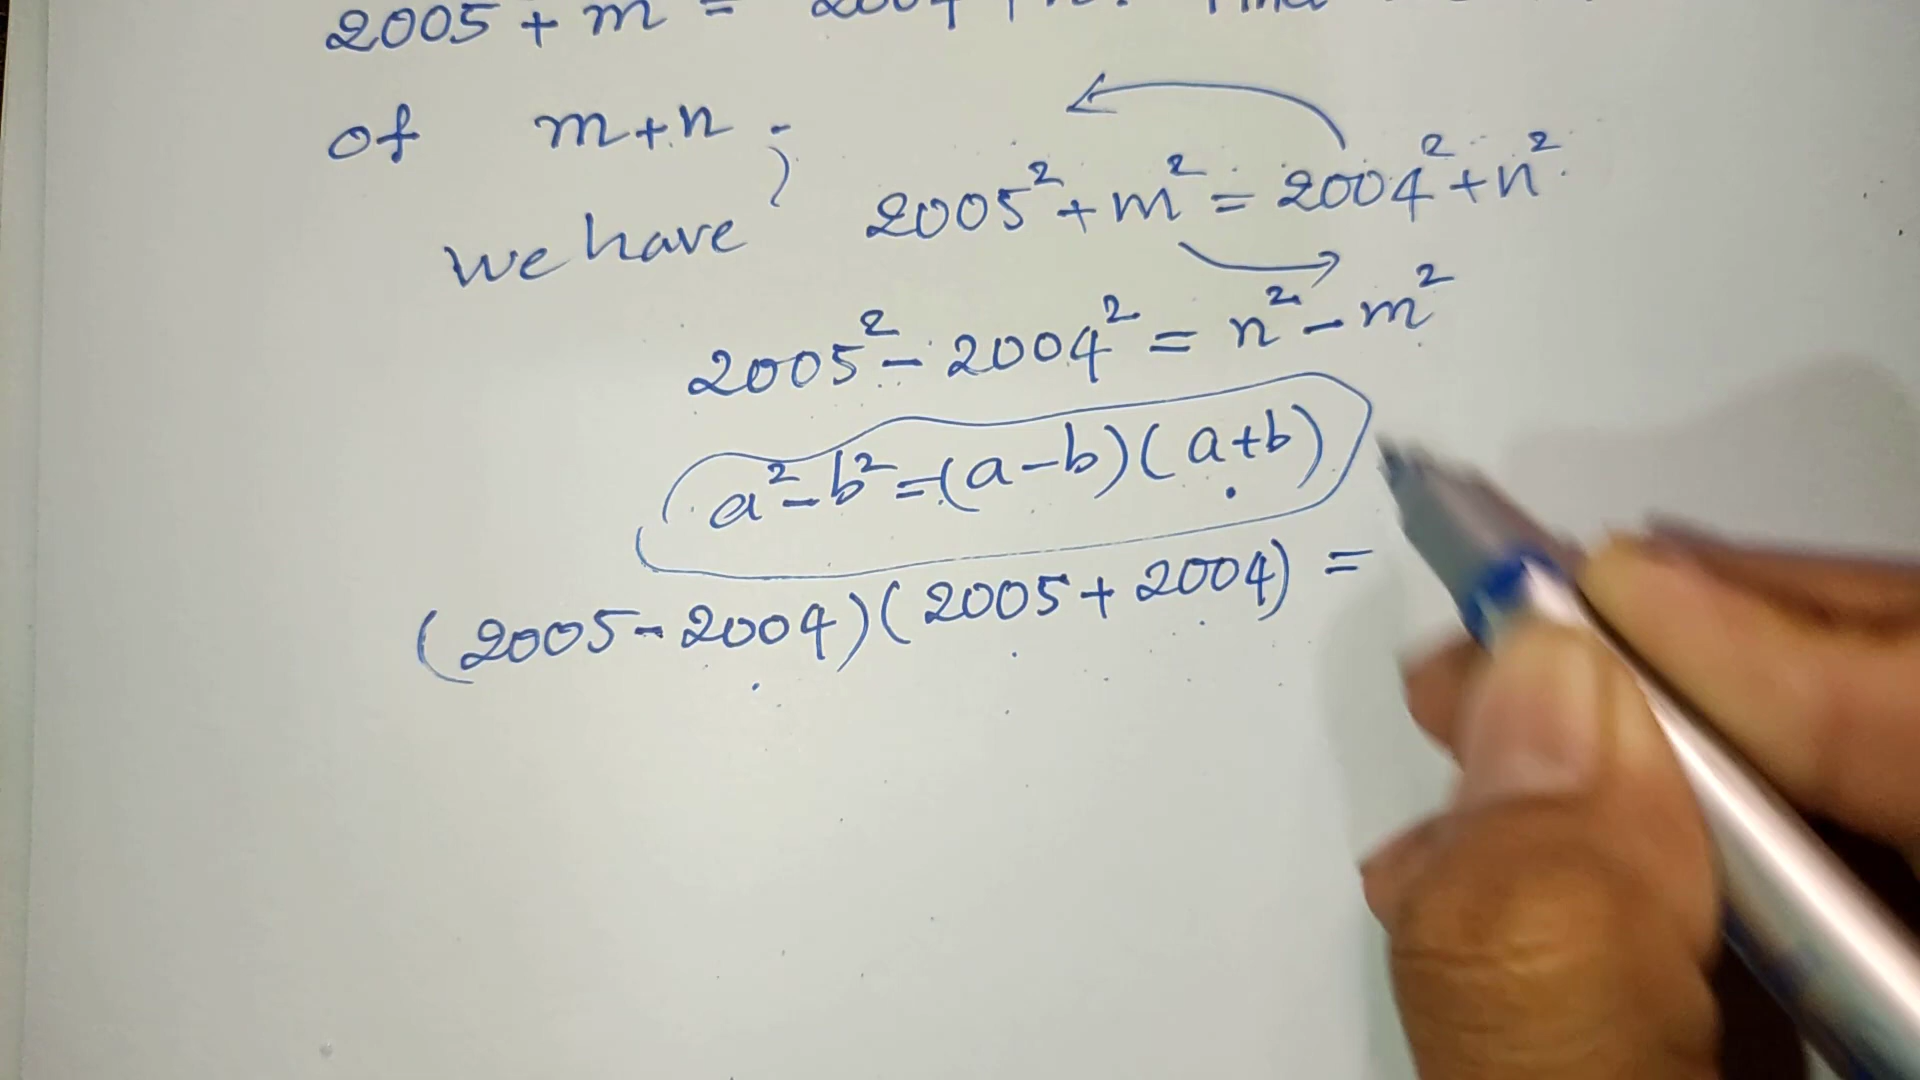 2005 + m =
of m+n ;
We have 2005² + m² = 2004² + n²
2005² - 2004² = n² - m²
a² - b² = (a-b)(a+b)
(2005-2004)(2005+2004) =